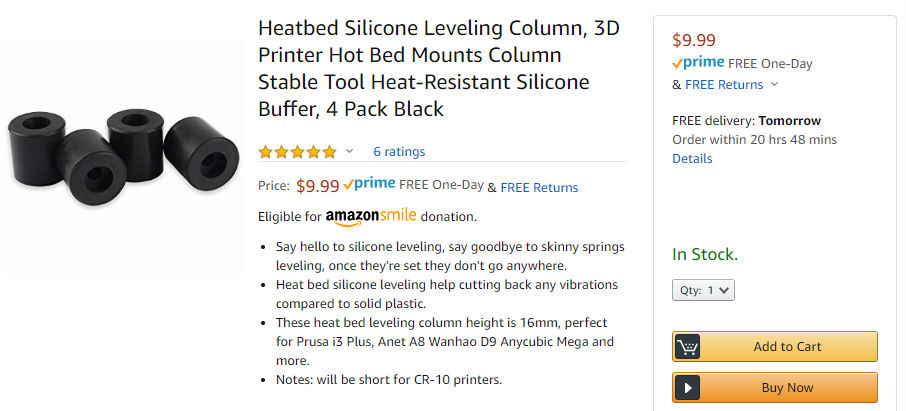 Heatbed Silicone Leveling Column, 3D
Printer Hot Bed Mounts Column
Stable Tool Heat-Resistant Silicone
Buffer, 4 Pack Black
6 ratings
Price: $9.99 prime FREE One-Day & FREE Returns
Eligible for amazonsmile donation.
• Say hello to silicone leveling, say goodbye to skinny springs
leveling, once they're set they don't go anywhere.
• Heat bed silicone leveling help cutting back any vibrations
compared to solid plastic.
• These heat bed leveling column height is 16mm, perfect
for Prusa i3 Plus, Anet A8 Wanhao D9 Anycubic Mega and
more.
• Notes: will be short for CR-10 printers.
$9.99
prime FREE One-Day
& FREE Returns
FREE delivery: Tomorrow
Order within 20 hrs 48 mins
Details
In Stock.
Qty: 1
Add to Cart
Buy Now